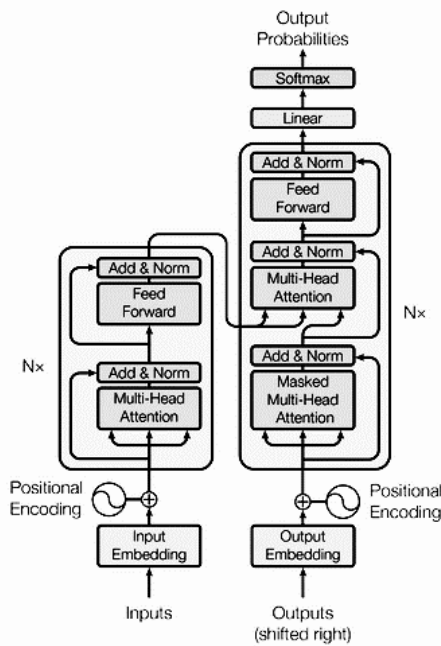 Output
Probabilities
Softmax
Linear
Add & Norm
Feed
Forward
Add & Norm
Multi-Head
Attention
Add & Norm
Masked
Multi-Head
Attention
Nx
Add & Norm
Feed
Forward
Add & Norm
Multi-Head
Attention
Nx
Positional
Encoding
Positional
Encoding
Input
Embedding
Output
Embedding
Inputs
Outputs
(shifted right)